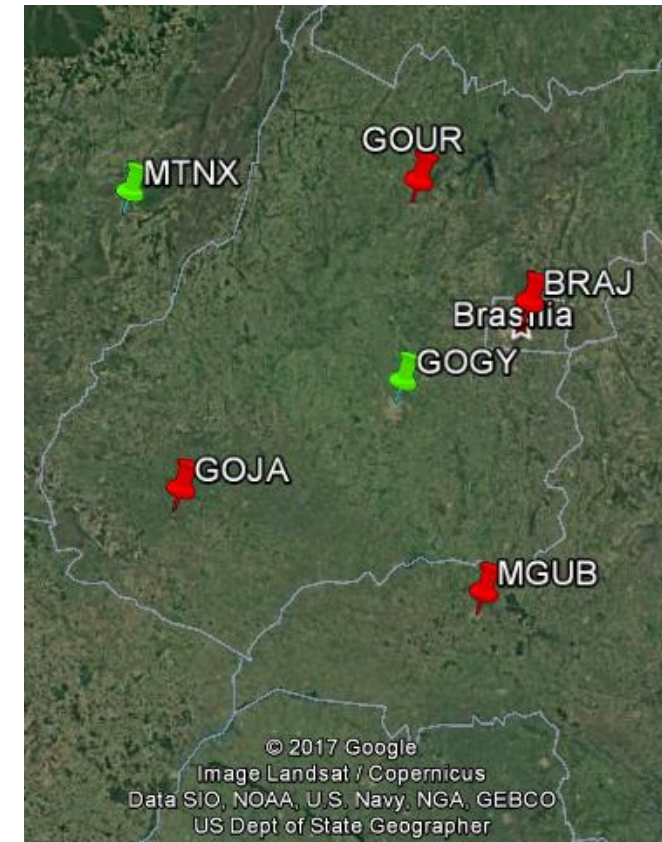 GOUR
MTNX
BRAJ
Brasilia
GOGY
GOJA
MGUB
© 2017 Google
Image Landsat / Copernicus
Data SIO, NOAA, U.S. Navy, NGA, GEBCO
US Dept of State Geographer